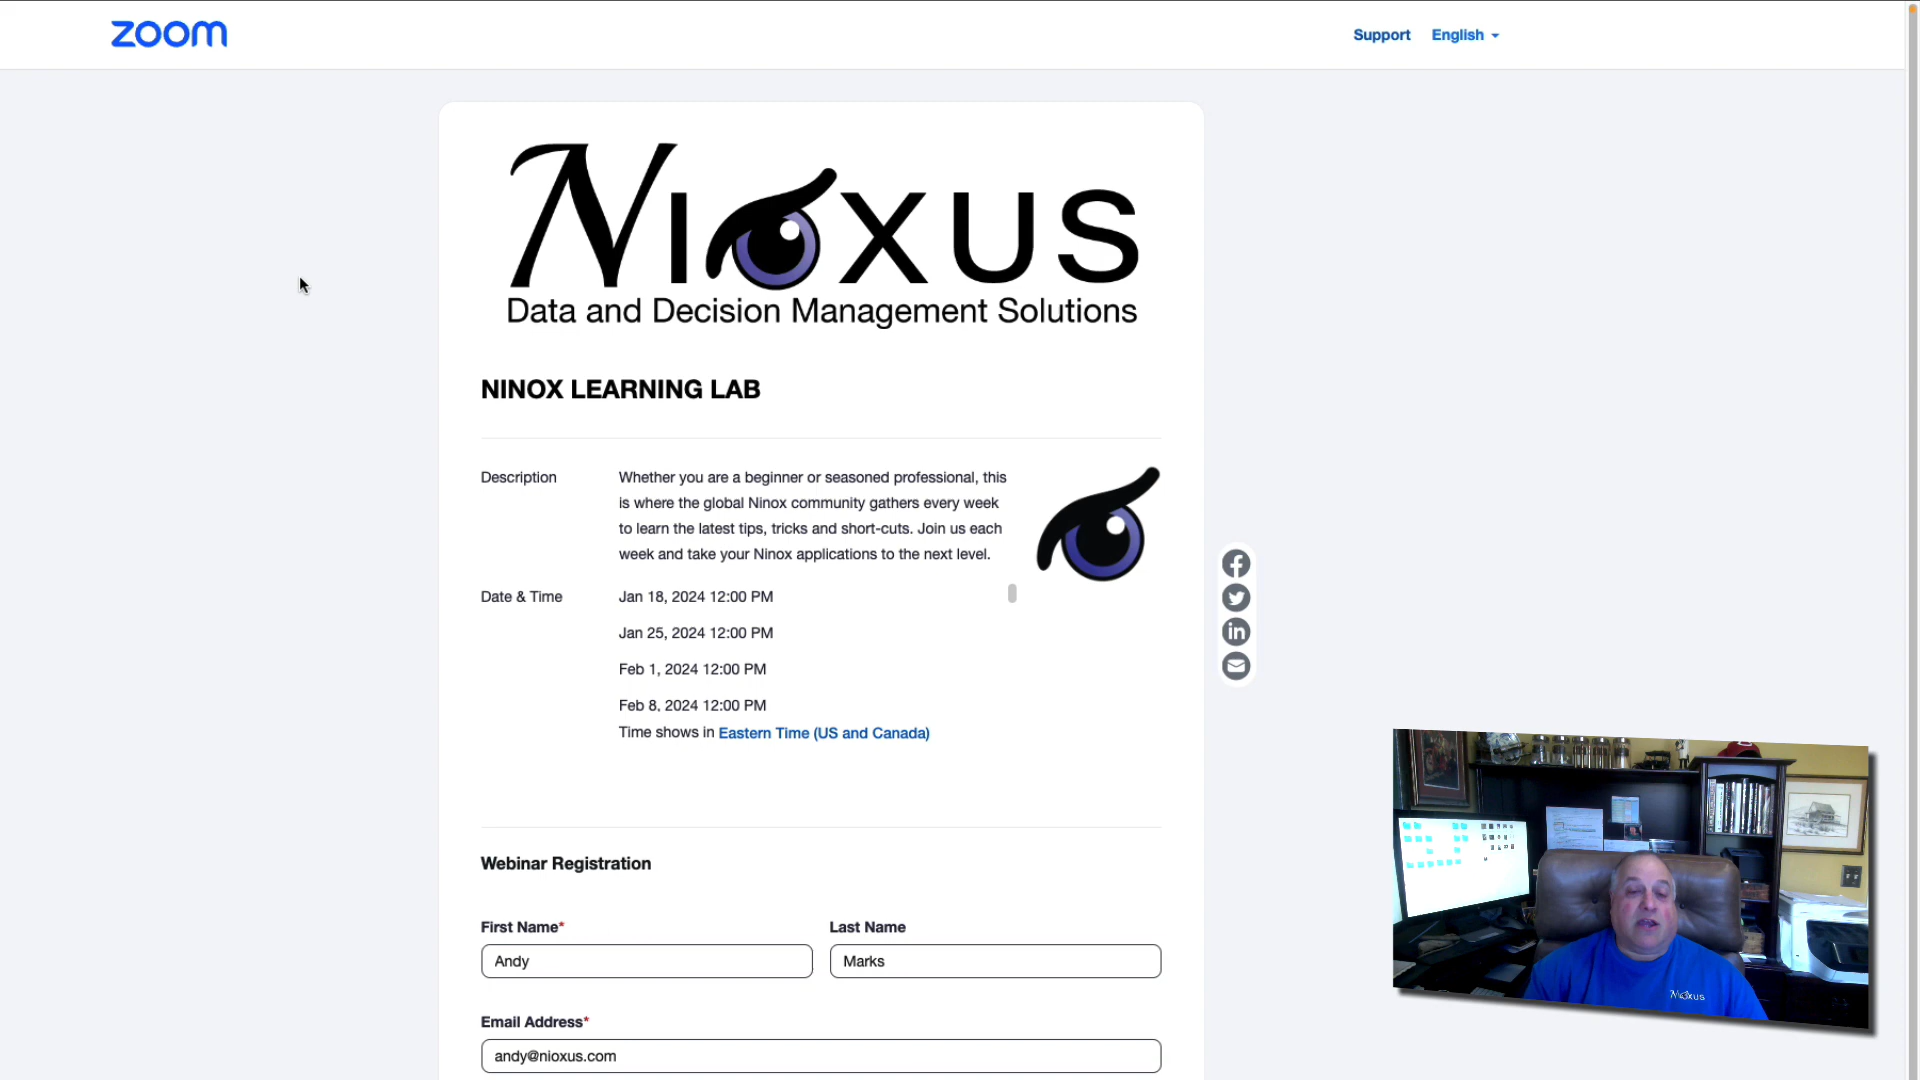 zoom
Support English
NIOXUS
Data and Decision Management Solutions
NINOX LEARNING LAB
Description
Whether you are a beginner or seasoned professional, this
is where the global Ninox community gathers every week
to learn the latest tips, tricks and short-cuts. Join us each
week and take your Ninox applications to the next level.
Date & Time
Jan 18, 2024 12:00 PM
Jan 25, 2024 12:00 PM
Feb 1, 2024 12:00 PM
Feb 8, 2024 12:00 PM
Time shows in Eastern Time (US and Canada)
Webinar Registration
First Name* Last Name
Andy Marks
Email Address*
andy@nioxus.com
Nioxus